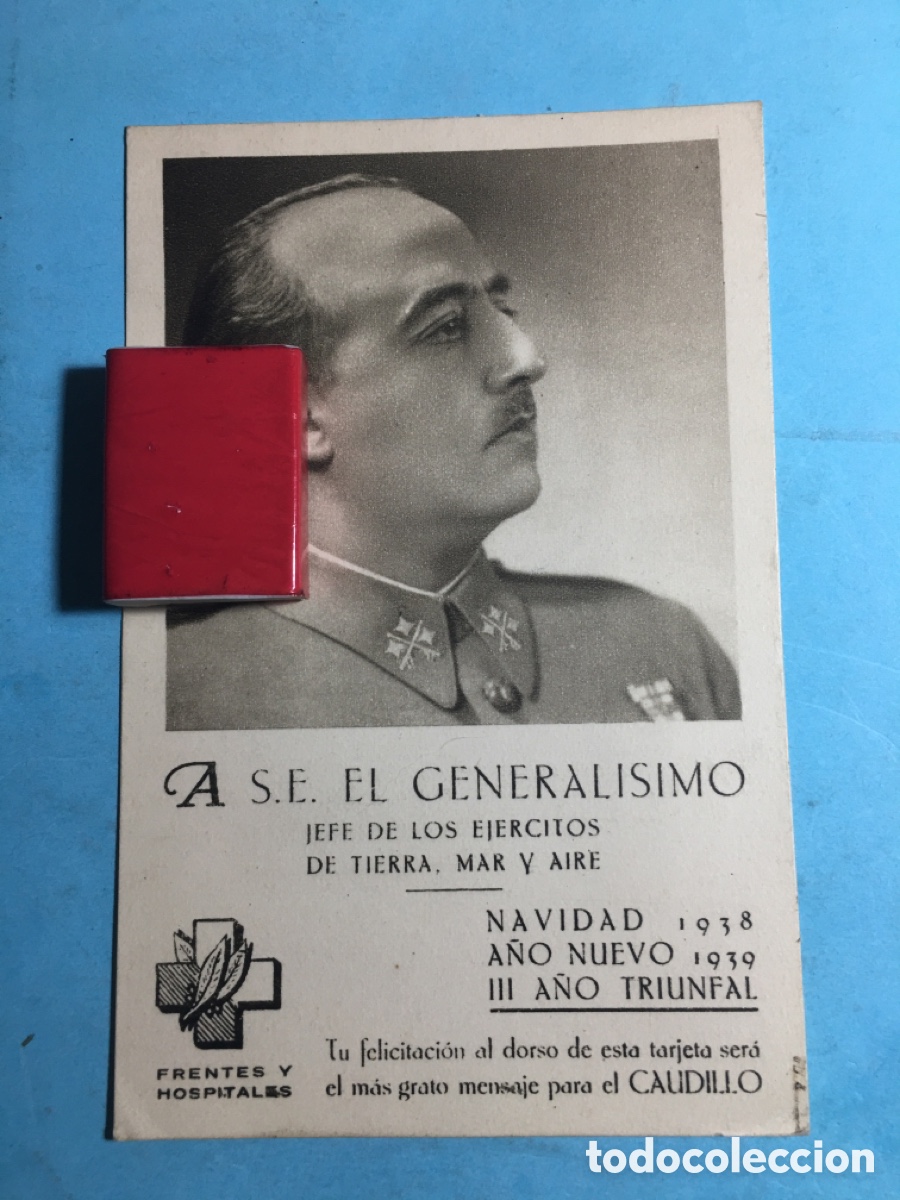 A S.E. EL GENERALISIMO
JEFE DE LOS EJERCITOS
DE TIERRA, MAR Y AIRE
NAVIDAD 1938
AÑO NUEVO 1939
III AÑO TRIUNFAL
FRENTES Y
HOSPITALES
Tu felicitación al dorso de esta tarjeta será
el más grato mensaje para el CAUDILLO
todocoleccion